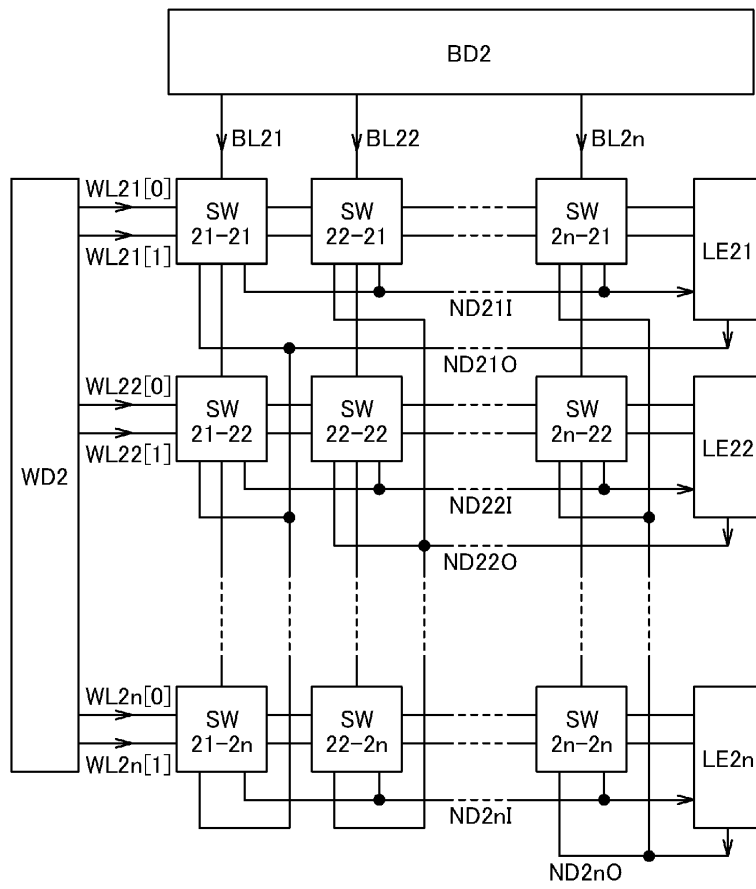 BD2
BL21 BL22 BL2n
WL21[0]
SW 21-21
SW 22-21
SW 2n-21
WL21[1]
LE21
ND21I
ND21O
WL22[0]
SW 21-22
SW 22-22
SW 2n-22
WL22[1]
LE22
WD2
ND22I
ND22O
WL2n[0]
SW 21-2n
SW 22-2n
SW 2n-2n
WL2n[1]
LE2n
ND2nI
ND2nO